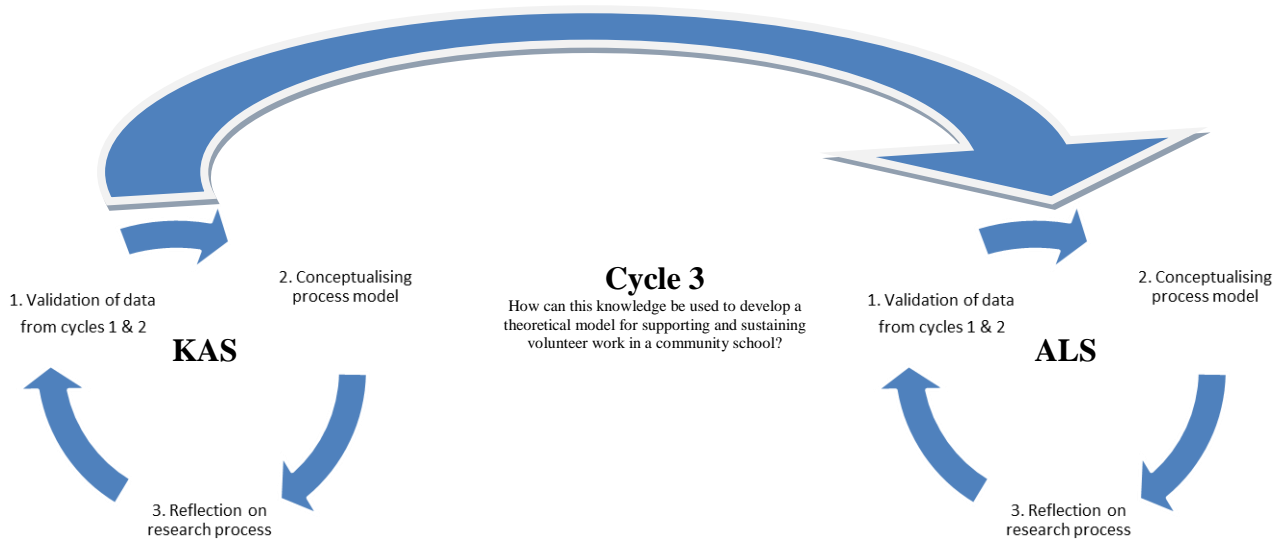 1. Validation of data
from cycles 1 & 2
2. Conceptualising
process model
KAS
3. Reflection on
research process
Cycle 3
How can this knowledge be used to develop a
theoretical model for supporting and sustaining
volunteer work in a community school?
1. Validation of data
from cycles 1 & 2
2. Conceptualising
process model
ALS
3. Reflection on
research process